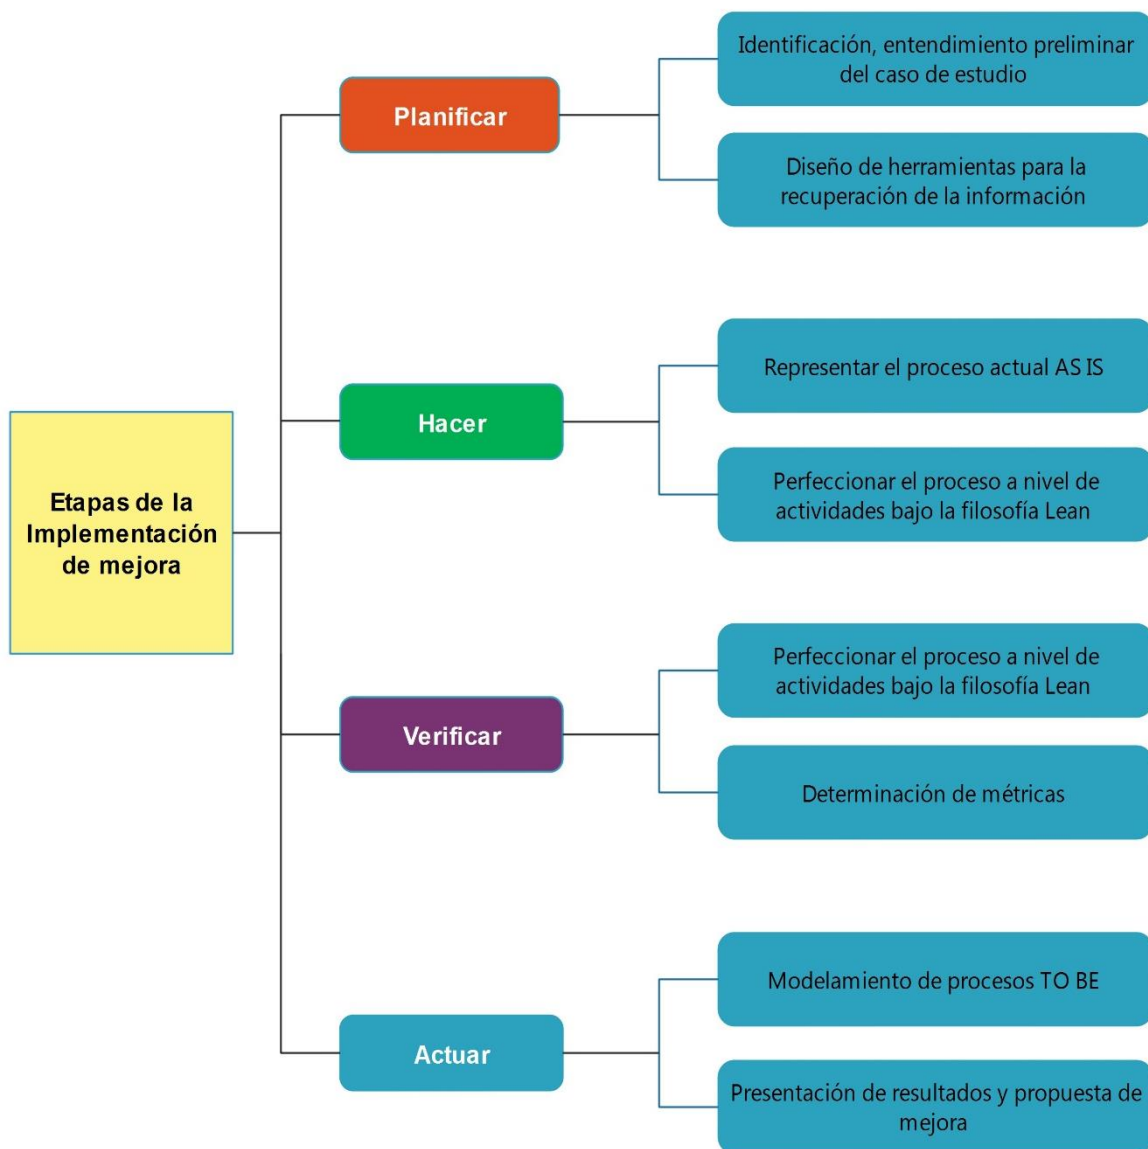 Etapas de la
Implementación
de mejora
Planificar
Identificación, entendimiento preliminar
del caso de estudio
Diseño de herramientas para la
recuperación de la información
Hacer
Representar el proceso actual AS IS
Perfeccionar el proceso a nivel de
actividades bajo la filosofía Lean
Verificar
Perfeccionar el proceso a nivel de
actividades bajo la filosofía Lean
Determinación de métricas
Actuar
Modelamiento de procesos TO BE
Presentación de resultados y propuesta de
mejora